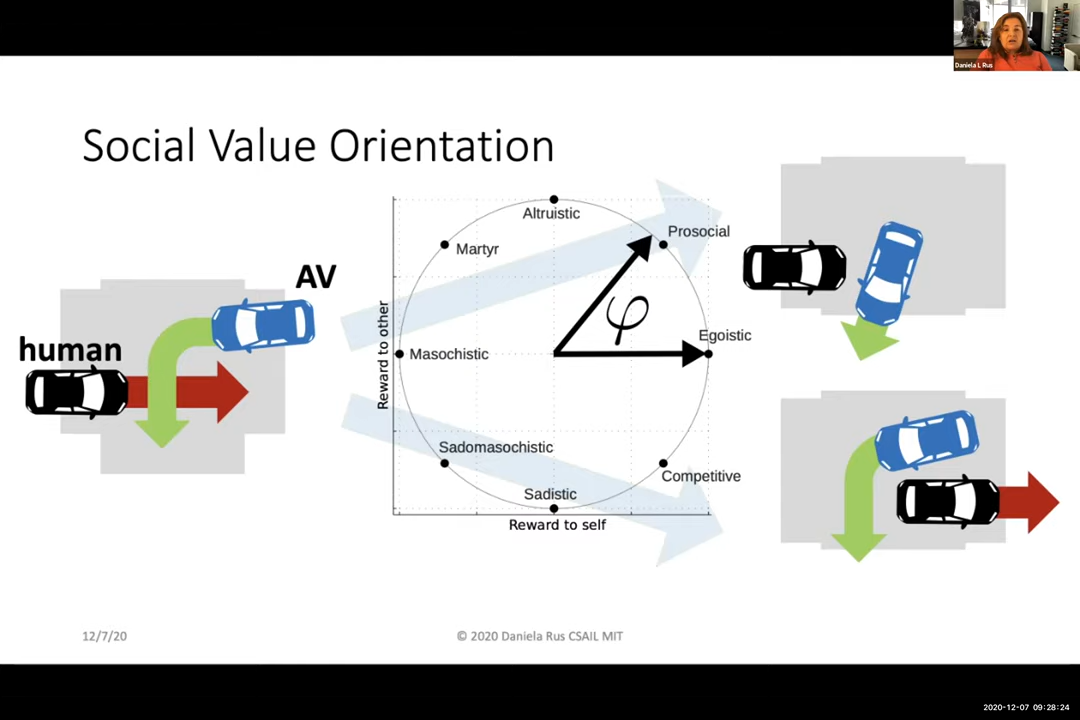 Daniela L Rus
Social Value Orientation
AV
human
Altruistic
Martyr
Prosocial
φ
Egoistic
Masochistic
Sadomasochistic
Competitive
Sadistic
Reward to other
Reward to self
12/7/20
© 2020 Daniela Rus CSAIL MIT
2020-12-07 09:28:24